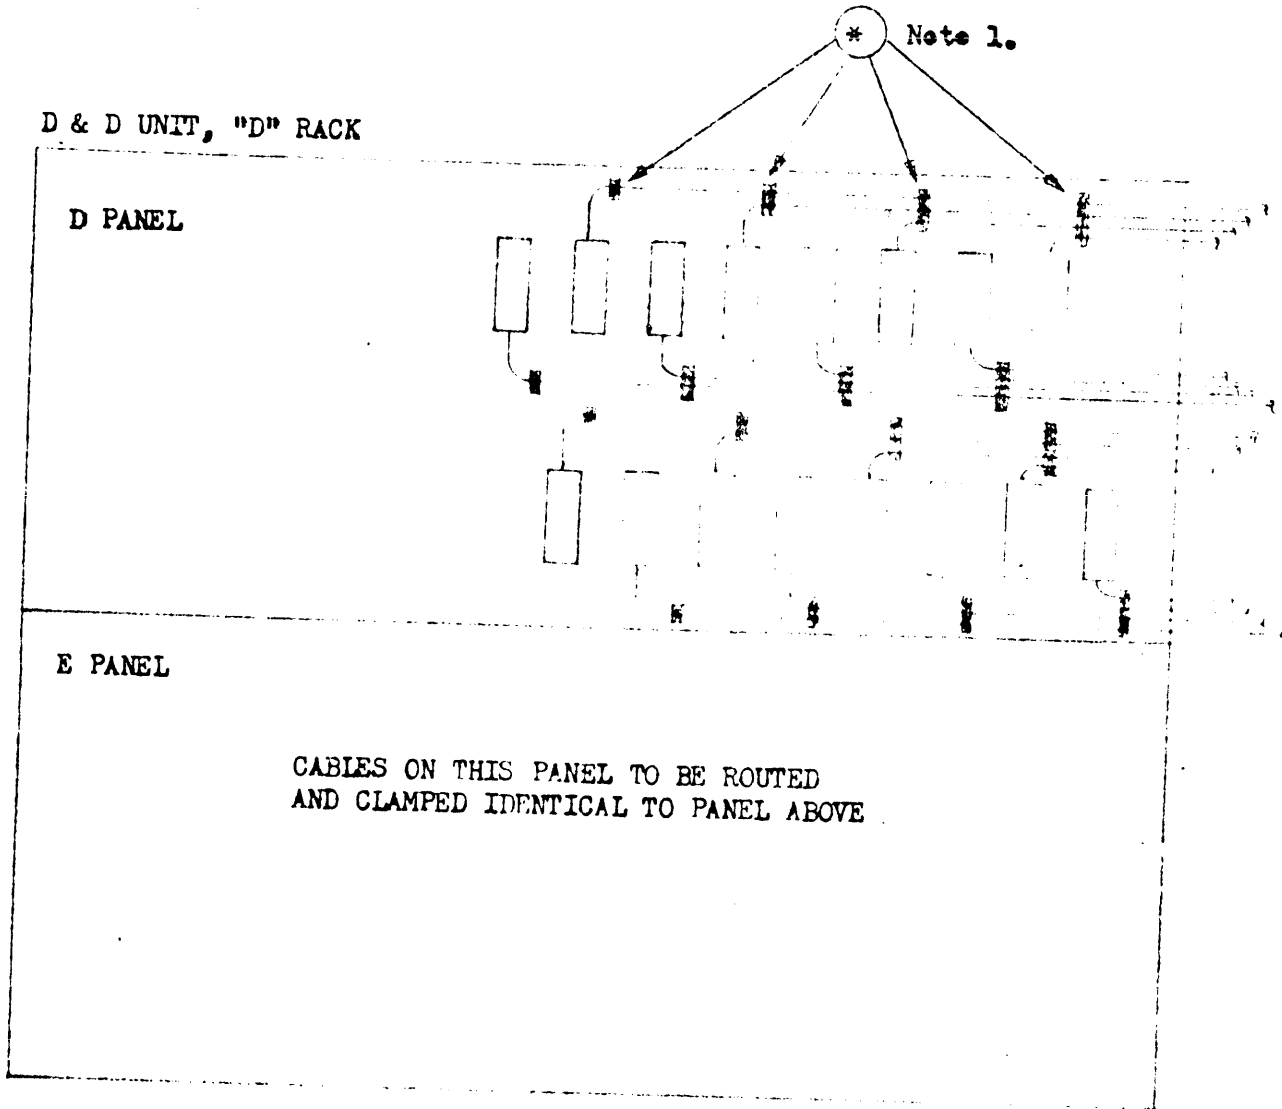 * Note 1.
D & D UNIT, "D" RACK
D PANEL
E PANEL
CABLES ON THIS PANEL TO BE ROUTED
AND CLAMPED IDENTICAL TO PANEL ABOVE